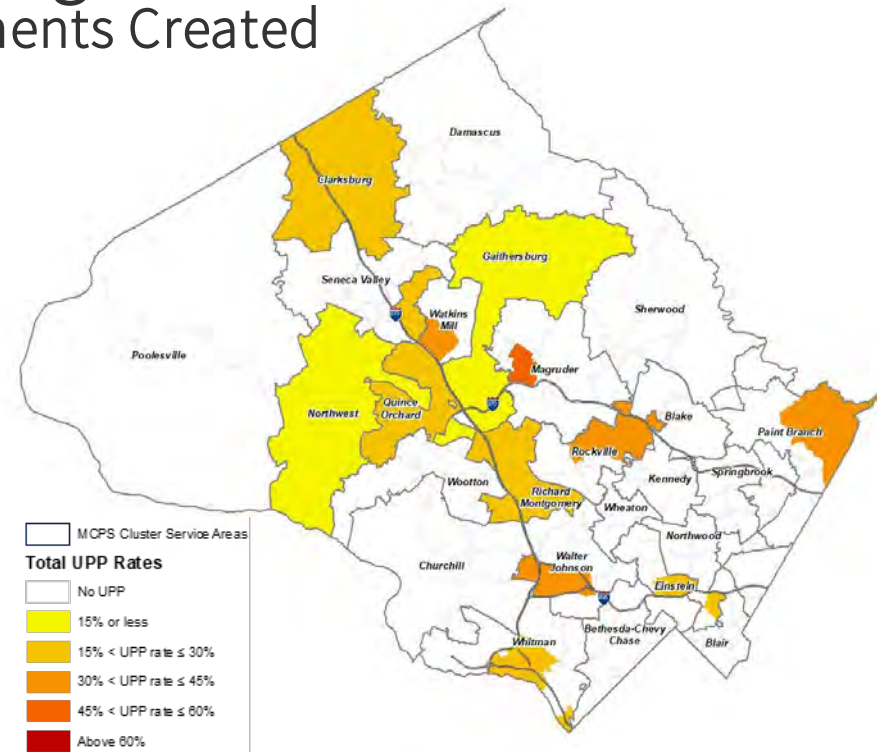 ments Created
Damascus
Clarksburg
Gaithersburg
Seneca Valley
Sherwood
Watkins
Mill
Poolesville
Magruder
Northwest
Quince
Orchard
Blake
Paint Branch
Rockville
Springbrook
Kennedy
Wootton
Richard
Montgomery
Wheaton
Northwood
Churchill
Walter
Johnson
Einstein
Whitman
Bethesda-Chevy
Chase
Blair
MCPS Cluster Service Areas
Total UPP Rates
No UPP
15% or less
15% < UPP rate ≤ 30%
30% < UPP rate ≤ 45%
45% < UPP rate ≤ 60%
Above 60%